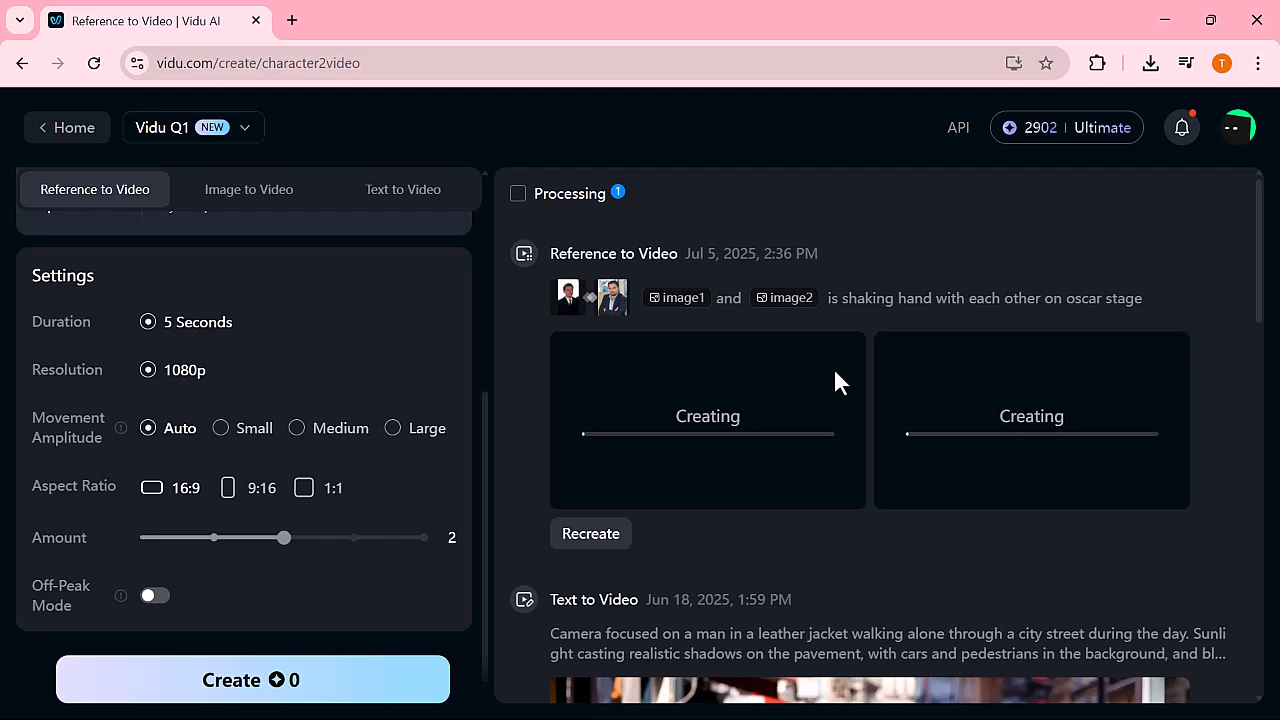 Reference to Video | Vidu AI
vidu.com/create/character2video
T
Home
Vidu Q1 NEW
API
2902 | Ultimate
Reference to Video
Image to Video
Text to Video
Settings
Duration
5 Seconds
Resolution
1080p
Movement
Amplitude
Auto
Small
Medium
Large
Aspect Ratio
16:9
9:16
1:1
Amount
2
Off-Peak
Mode
Create 0
Processing 1
Reference to Video Jul 5, 2025, 2:36 PM
image1 and image2 is shaking hand with each other on oscar stage
Creating
Creating
Recreate
Text to Video Jun 18, 2025, 1:59 PM
Camera focused on a man in a leather jacket walking alone through a city street during the day. Sunli
ght casting realistic shadows on the pavement, with cars and pedestrians in the background, and bl...